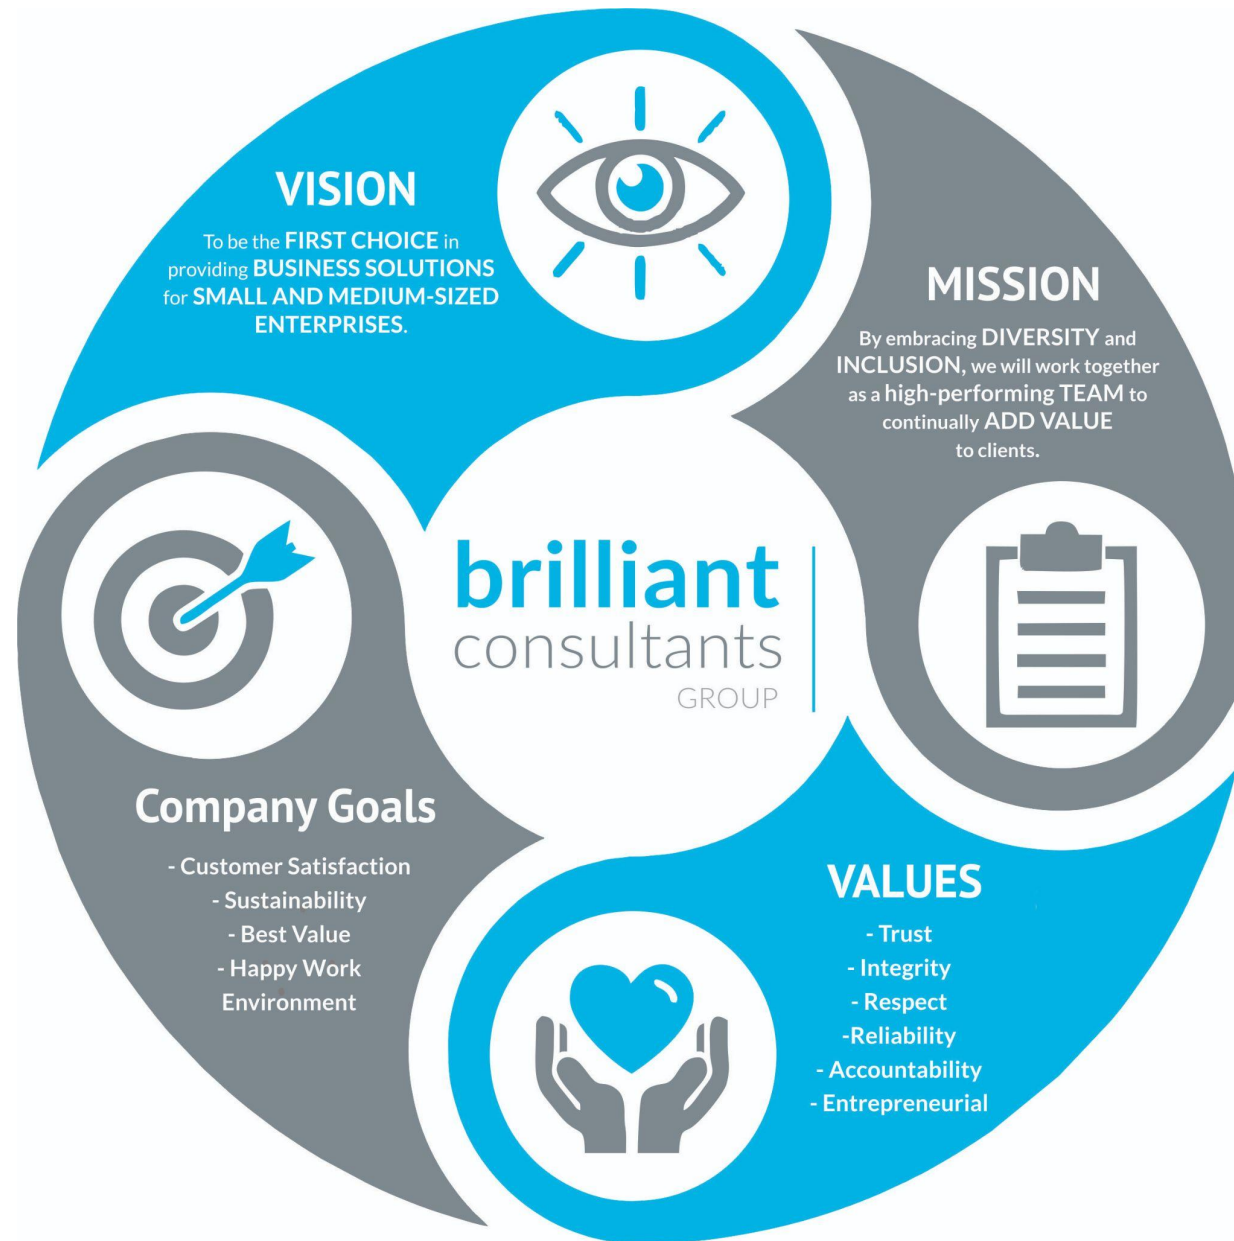 VISION
To be the FIRST CHOICE in
providing BUSINESS SOLUTIONS
for SMALL AND MEDIUM-SIZED
ENTERPRISES.
MISSION
By embracing DIVERSITY and
INCLUSION, we will work together
as a high-performing TEAM to
continually ADD VALUE
to clients.
brilliant
consultants
GROUP
Company Goals
- Customer Satisfaction
- Sustainability
- Best Value
- Happy Work
Environment
VALUES
- Trust
- Integrity
- Respect
-Reliability
- Accountability
- Entrepreneurial